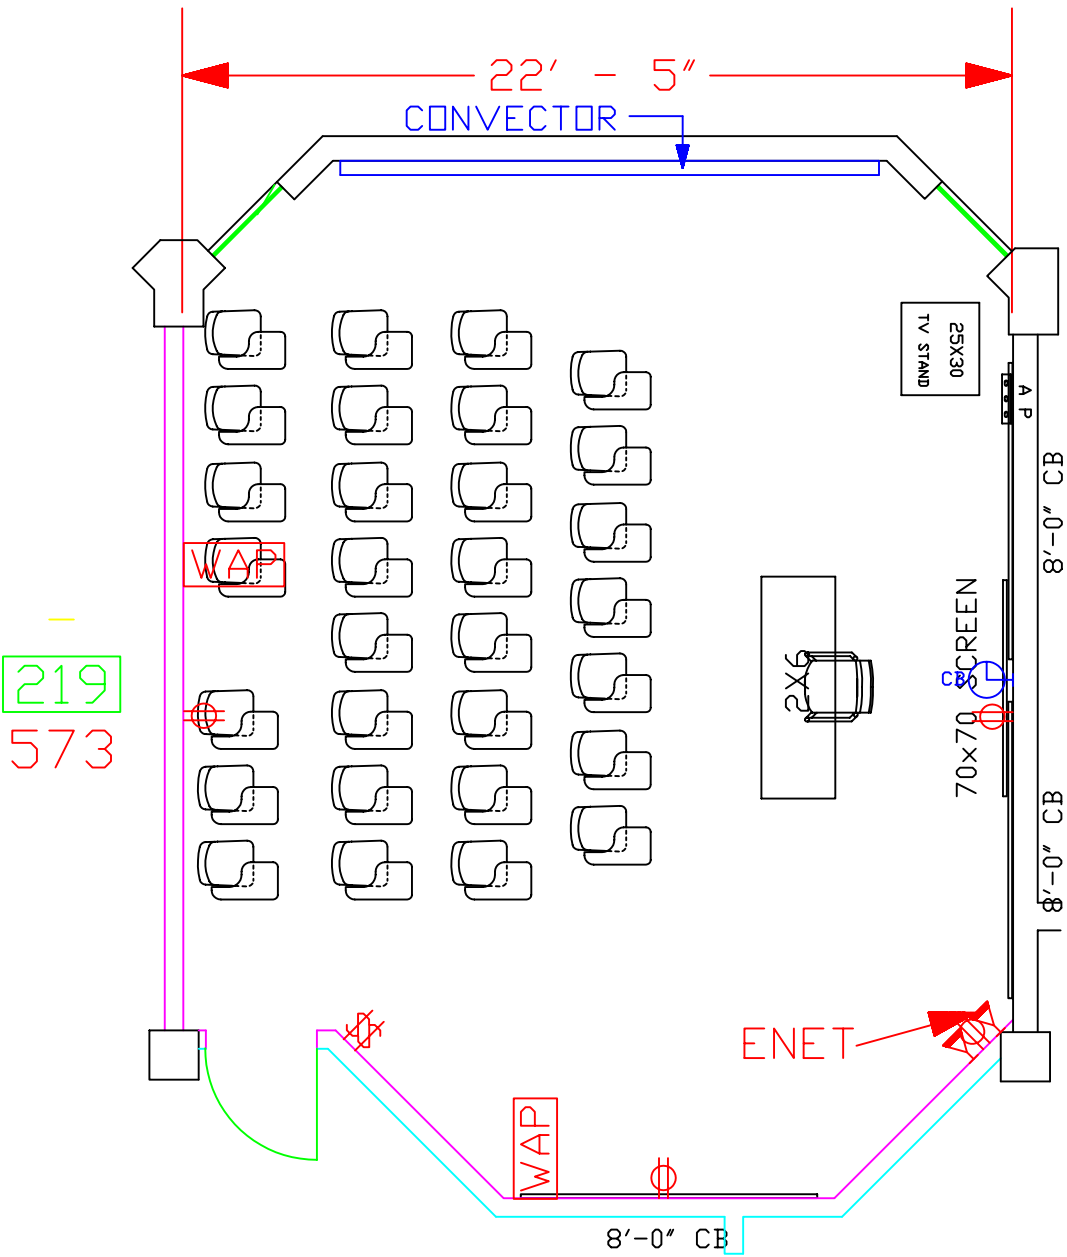 22' - 5"
CONVECTOR
25X30
TV STAND
A P
8'-0" CB
WAP
70x70 SCREEN
2X6
CB
219
573
8'-0" CB
ENET
WAP
8'-0" CB